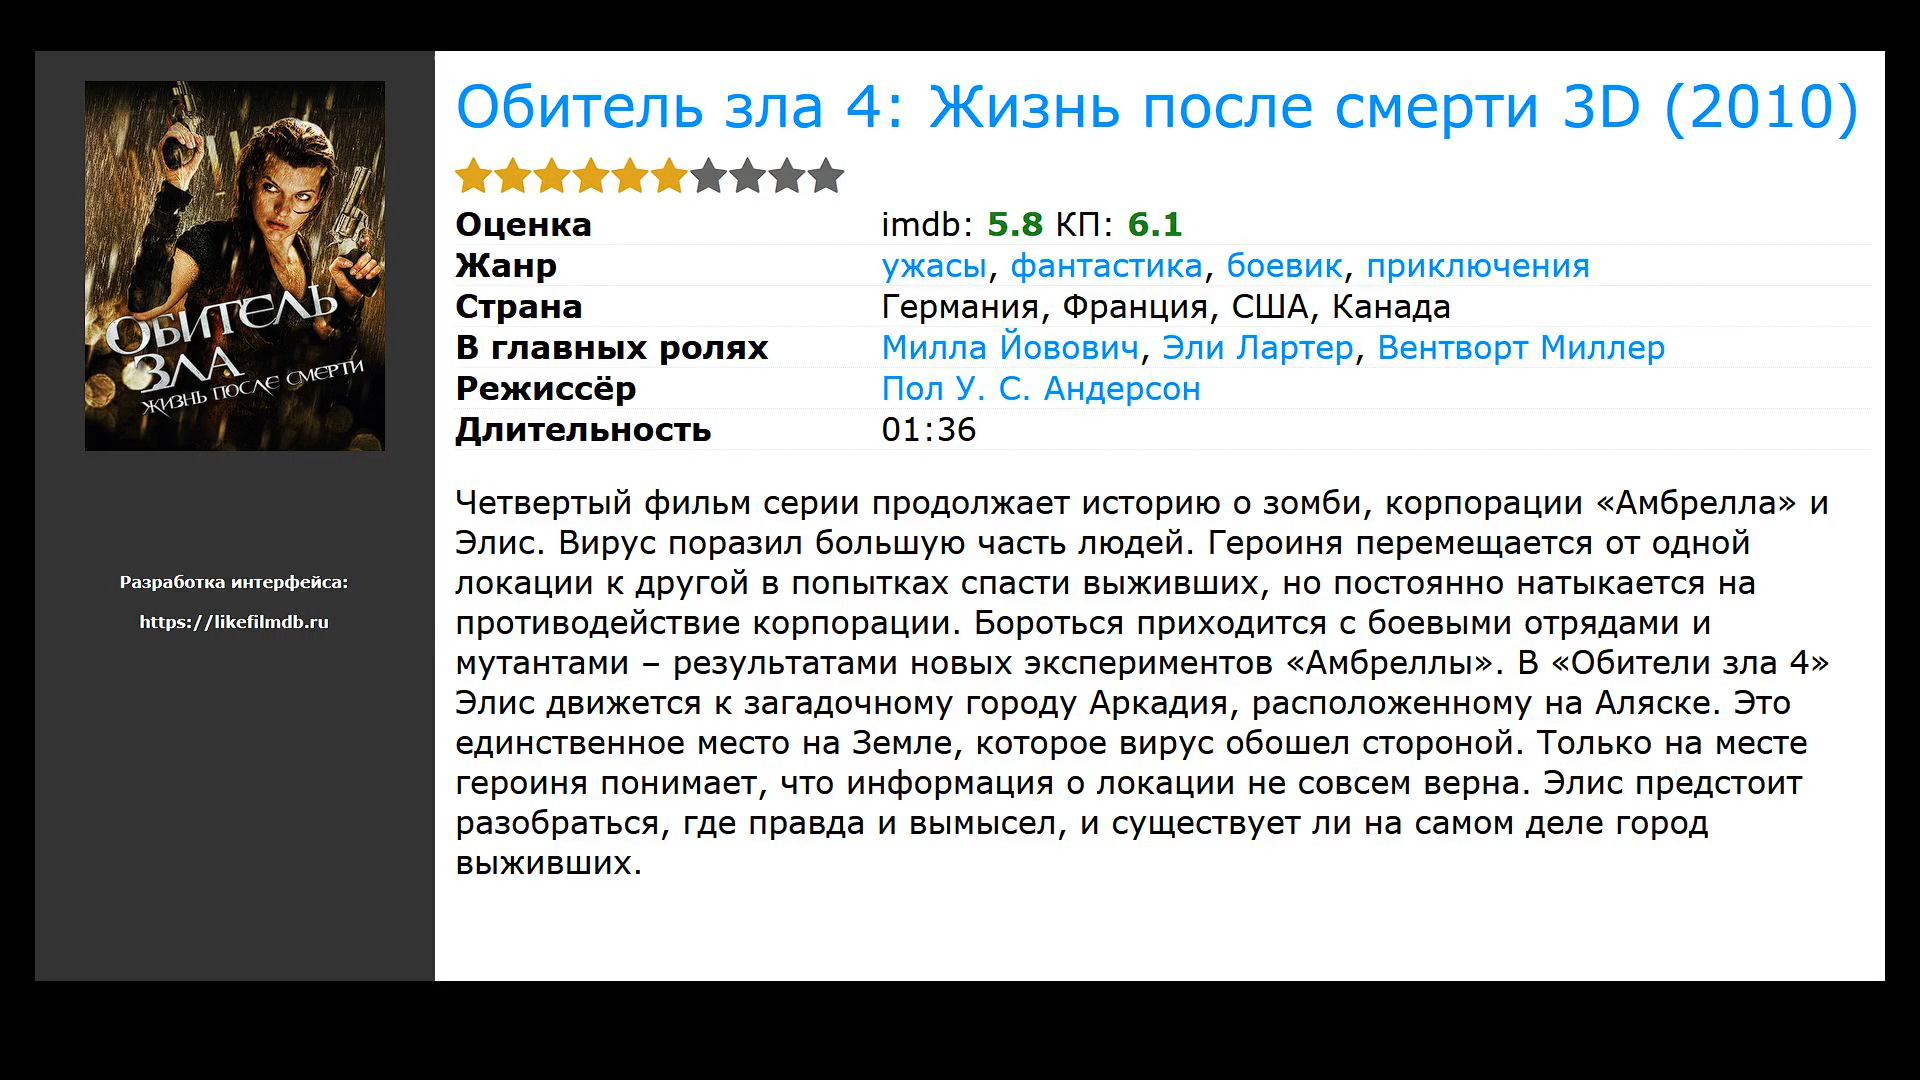 ОБИТЕЛЬ
ЗЛА
ЖИЗНЬ ПОСЛЕ СМЕРТИ
Разработка интерфейса:
https://likefilmdb.ru
Обитель зла 4: Жизнь после смерти 3D (2010)
Оценка imdb: 5.8 КП: 6.1
Жанр ужасы, фантастика, боевик, приключения
Страна Германия, Франция, США, Канада
В главных ролях Милла Йовович, Эли Лартер, Вентворт Миллер
Режиссёр Пол У. С. Андерсон
Длительность 01:36
Четвертый фильм серии продолжает историю о зомби, корпорации «Амбрелла» и
Элис. Вирус поразил большую часть людей. Героиня перемещается от одной
локации к другой в попытках спасти выживших, но постоянно натыкается на
противодействие корпорации. Бороться приходится с боевыми отрядами и
мутантами – результатами новых экспериментов «Амбреллы». В «Обители зла 4»
Элис движется к загадочному городу Аркадия, расположенному на Аляске. Это
единственное место на Земле, которое вирус обошел стороной. Только на месте
героиня понимает, что информация о локации не совсем верна. Элис предстоит
разобраться, где правда и вымысел, и существует ли на самом деле город
выживших.